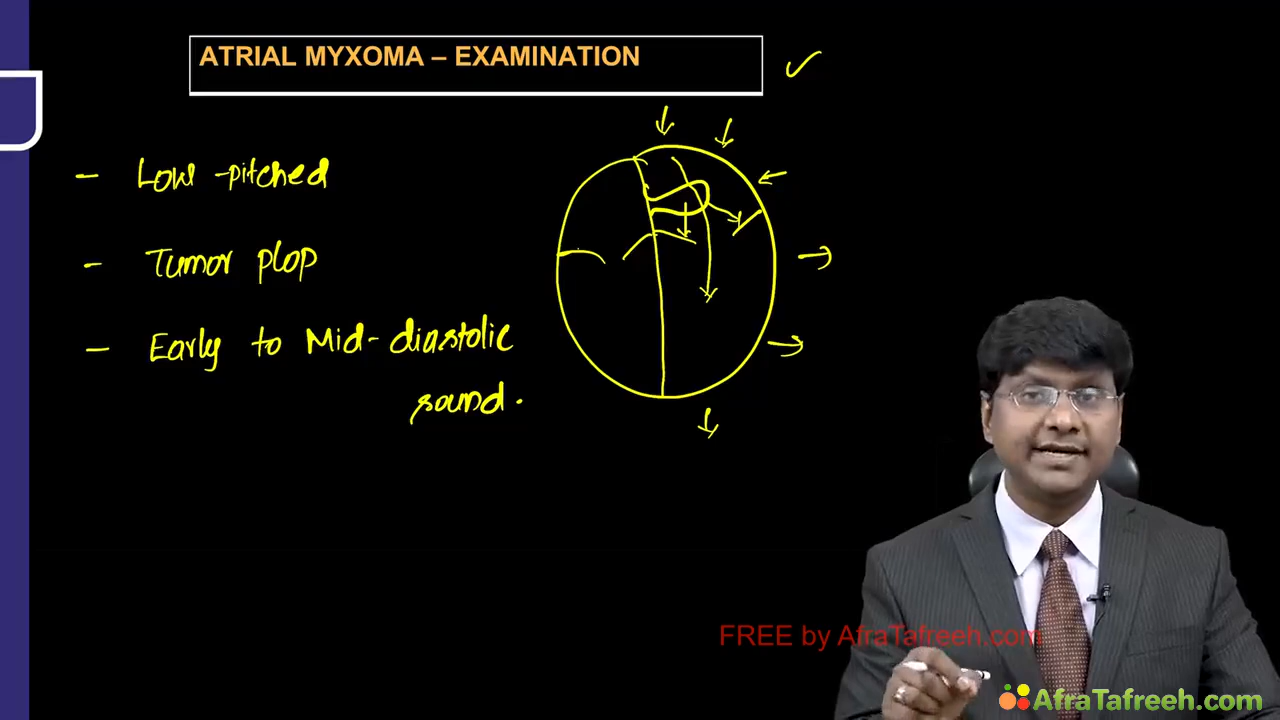 ATRIAL MYXOMA – EXAMINATION
- Low-pitched
- Tumor plop
- Early to Mid-diastolic
sound.
FREE by AfraTafreeh.com
AfraTafreeh.com